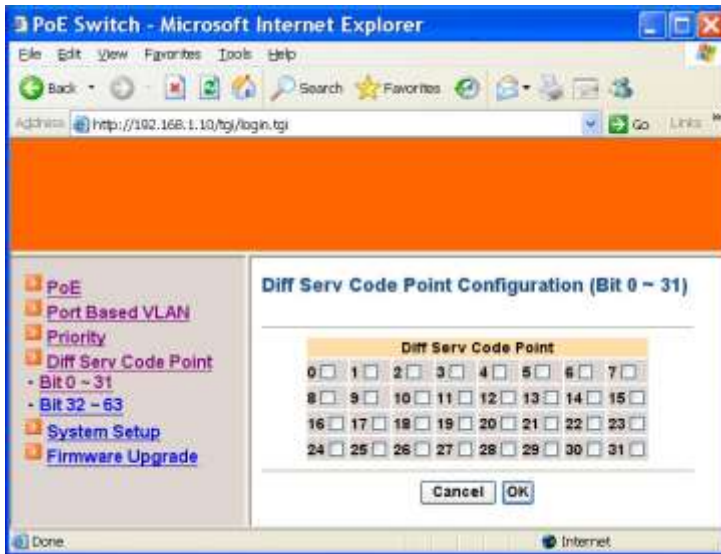 PoE Switch - Microsoft Internet Explorer
File Edit View Favorites Tools Help
Back Search Favorites
Address http://192.168.1.10/tgi/login.tgi Go Links
PoE
Port Based VLAN
Priority
Diff Serv Code Point
- Bit 0 ~ 31
- Bit 32 ~ 63
System Setup
Firmware Upgrade
Diff Serv Code Point Configuration (Bit 0 ~ 31)
Diff Serv Code Point
0 1 2 3 4 5 6 7
8 9 10 11 12 13 14 15
16 17 18 19 20 21 22 23
24 25 26 27 28 29 30 31
Cancel OK
Done Internet